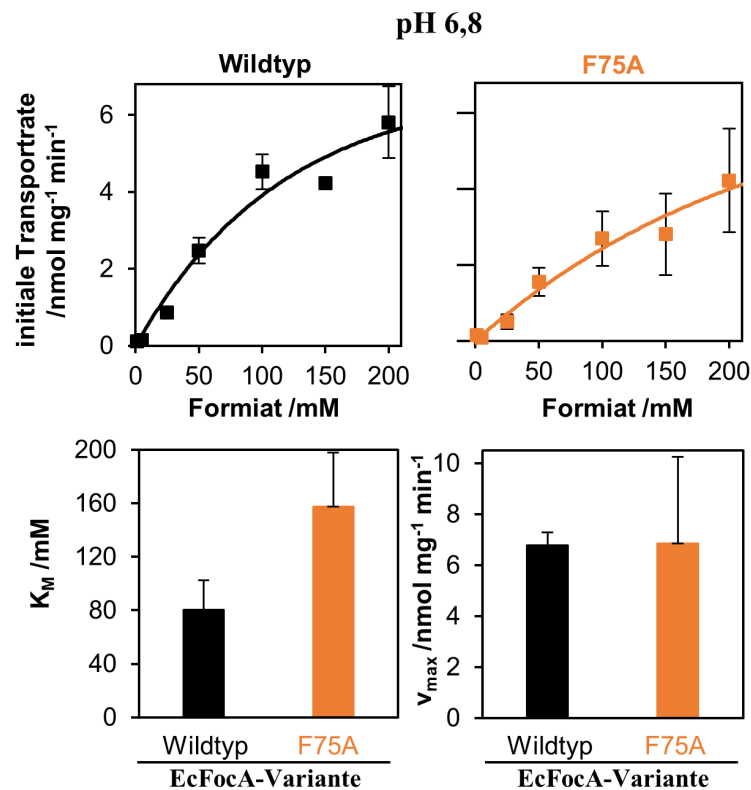 pH 6,8
Wildtyp
F75A
initiale Transportrate
/nmol mg-1 min-1
6
4
2
0
0 50 100 150 200
0 50 100 150 200
Formiat /mM
Formiat /mM
KM /mM
200
160
120
80
40
0
vmax /nmol mg-1 min-1
10
8
6
4
2
0
Wildtyp F75A
Wildtyp F75A
EcFocA-Variante
EcFocA-Variante